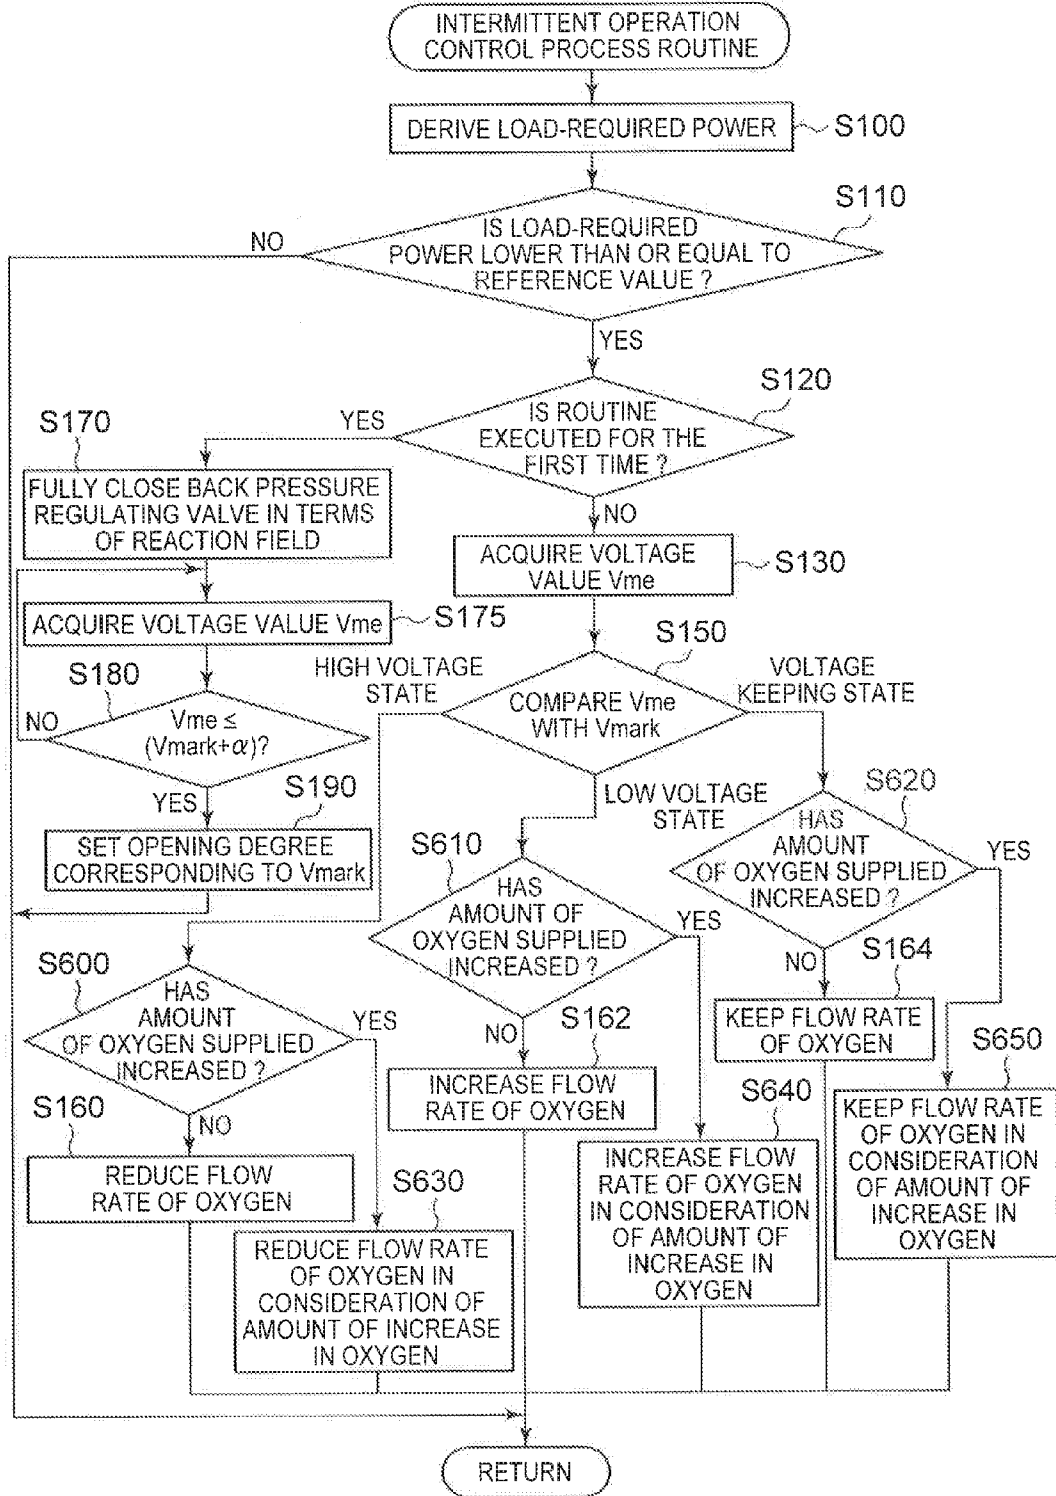 INTERMITTENT OPERATION
CONTROL PROCESS ROUTINE
DERIVE LOAD-REQUIRED POWER
S100
S110
IS LOAD-REQUIRED
POWER LOWER THAN OR EQUAL TO
REFERENCE VALUE ?
NO
YES
S120
IS ROUTINE
EXECUTED FOR THE
FIRST TIME ?
YES
NO
S170
FULLY CLOSE BACK PRESSURE
REGULATING VALVE IN TERMS
OF REACTION FIELD
ACQUIRE VOLTAGE
VALUE Vme
S130
ACQUIRE VOLTAGE VALUE Vme
S175
S180
Vme ≤
(Vmark+α)?
NO
YES
S190
SET OPENING DEGREE
CORRESPONDING TO Vmark
S150
COMPARE Vme
WITH Vmark
HIGH VOLTAGE
STATE
VOLTAGE
KEEPING STATE
LOW VOLTAGE
STATE
S620
HAS
AMOUNT
OF OXYGEN SUPPLIED
INCREASED ?
YES
NO
S610
HAS
AMOUNT OF
OXYGEN SUPPLIED
INCREASED ?
YES
NO
S600
HAS
AMOUNT
OF OXYGEN SUPPLIED
INCREASED ?
YES
NO
S164
KEEP FLOW RATE
OF OXYGEN
S162
INCREASE FLOW
RATE OF OXYGEN
S160
REDUCE FLOW
RATE OF OXYGEN
S630
REDUCE FLOW RATE
OF OXYGEN IN
CONSIDERATION OF
AMOUNT OF INCREASE
IN OXYGEN
S640
INCREASE FLOW
RATE OF OXYGEN
IN CONSIDERATION
OF AMOUNT OF
INCREASE IN
OXYGEN
S650
KEEP FLOW RATE
OF OXYGEN IN
CONSIDERATION
OF AMOUNT OF
INCREASE IN
OXYGEN
RETURN